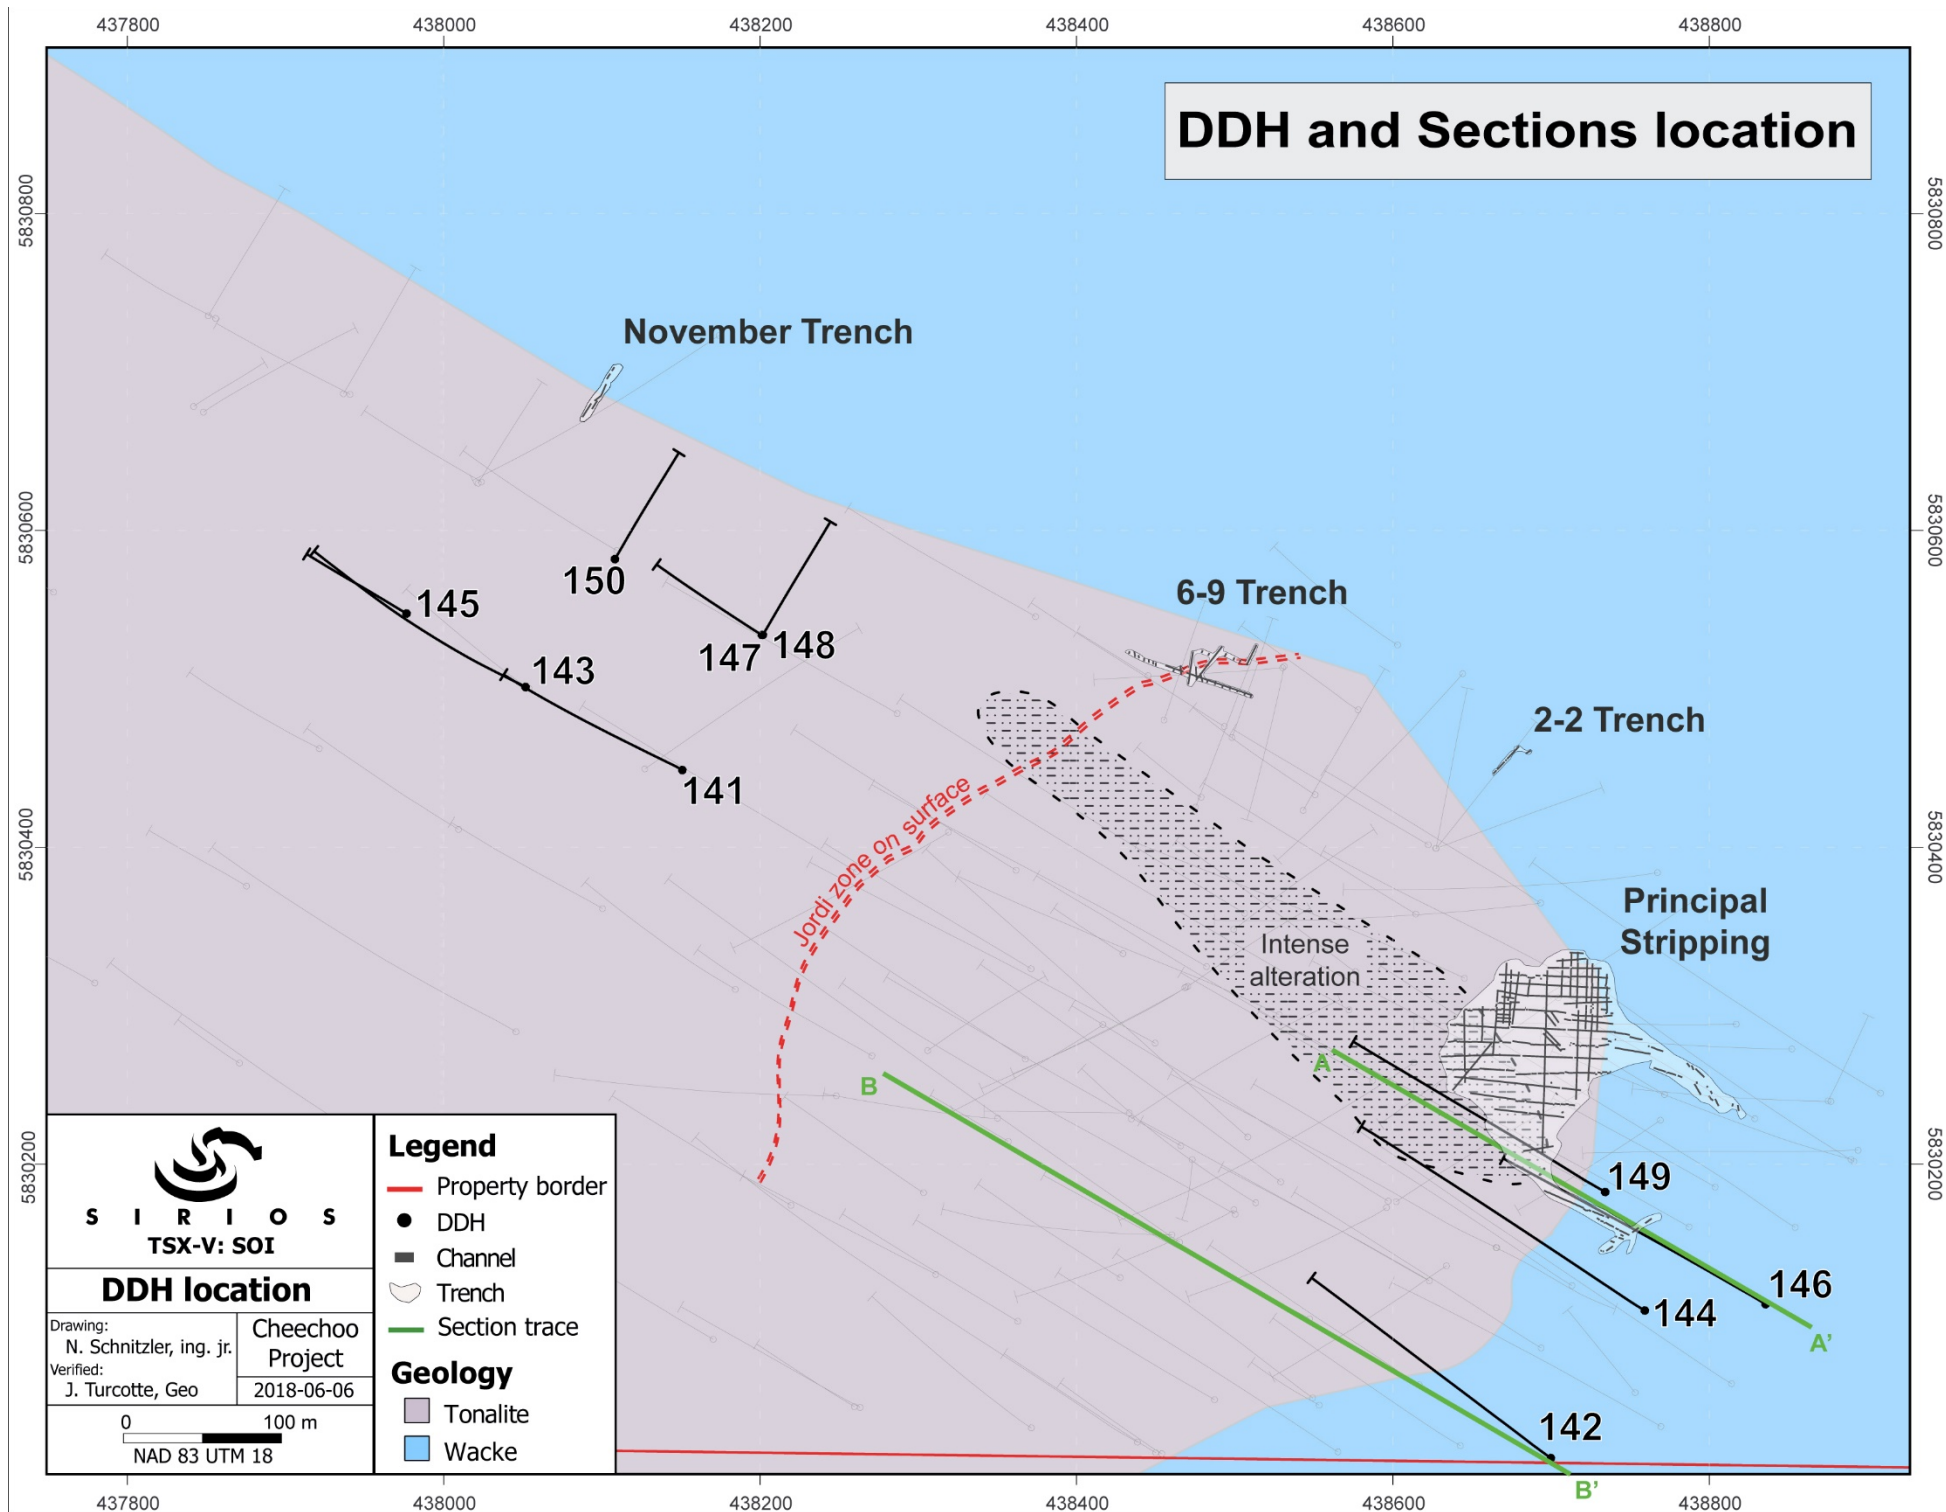 437800 438000 438200 438400 438600 438800
DDH and Sections location
5830800
5830800
November Trench
5830600
5830600
150
6-9 Trench
145
147 148
143
2-2 Trench
141
Jordi zone on surface
5830400
5830400
Principal
Stripping
Intense
alteration
A
B
5830200
5830200
149
146
144
A'
142
B'
SIRIOS
TSX-V: SOI
DDH location
Drawing:
N. Schnitzler, ing. jr.
Verified:
J. Turcotte, Geo
Cheechoo
Project
2018-06-06
0 100 m
NAD 83 UTM 18
Legend
Property border
DDH
Channel
Trench
Section trace
Geology
Tonalite
Wacke
437800 438000 438200 438400 438600 438800